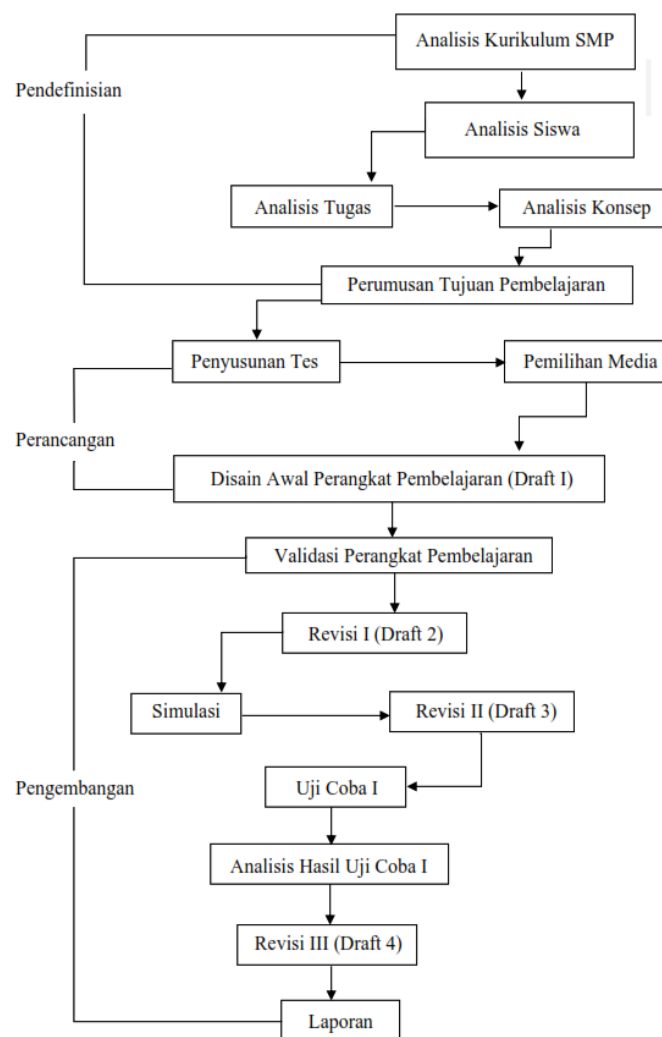 Analisis Kurikulum SMP
Pendefinisian
Analisis Siswa
Analisis Tugas
Analisis Konsep
Perumusan Tujuan Pembelajaran
Penyusunan Tes
Pemilihan Media
Perancangan
Disain Awal Perangkat Pembelajaran (Draft I)
Validasi Perangkat Pembelajaran
Revisi I (Draft 2)
Simulasi
Revisi II (Draft 3)
Pengembangan
Uji Coba I
Analisis Hasil Uji Coba I
Revisi III (Draft 4)
Laporan